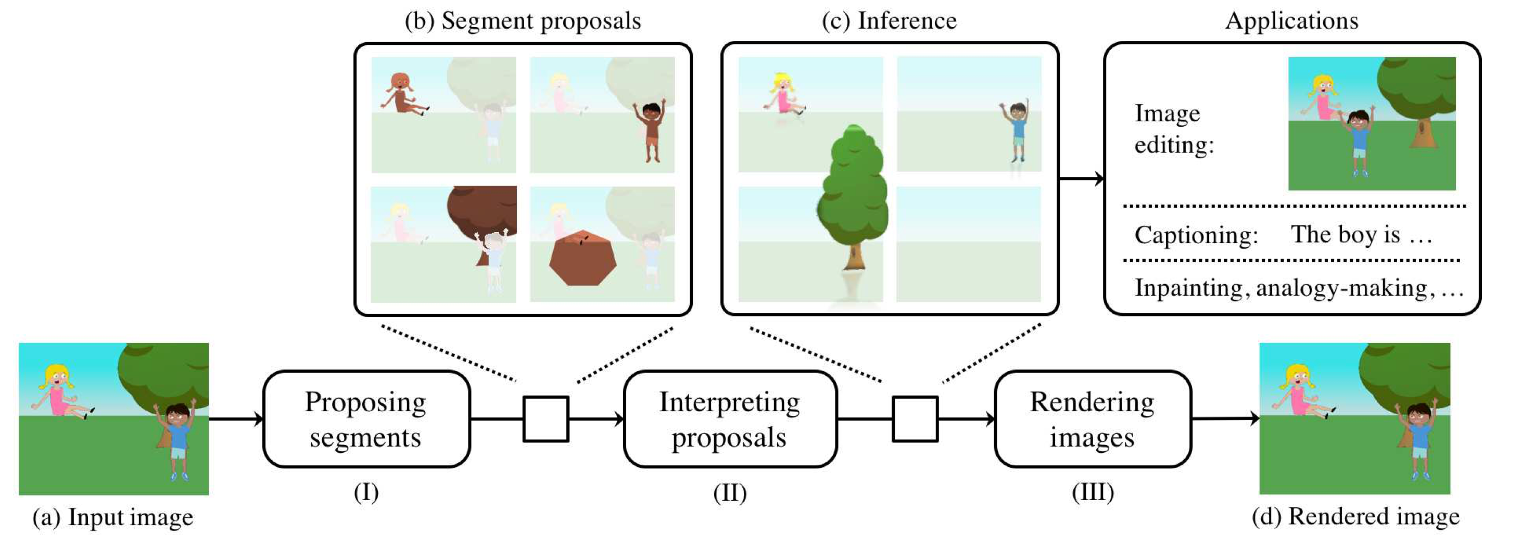 (b) Segment proposals
(c) Inference
Applications
Image
editing:
Captioning: The boy is …
Inpainting, analogy-making, …
Proposing
segments
Interpreting
proposals
Rendering
images
(I)
(II)
(III)
(a) Input image
(d) Rendered image